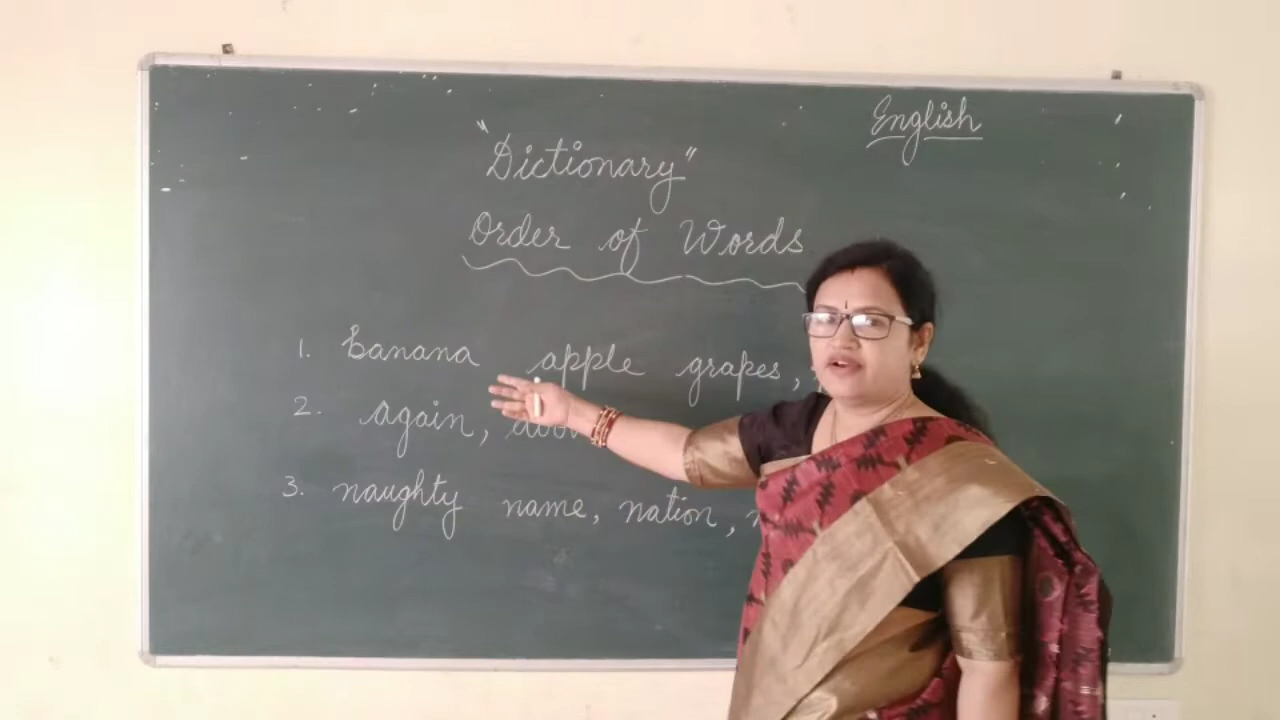 English
"Dictionary"
Order of Words
1. banana apple grapes,
2. again,
3. naughty name, nation,